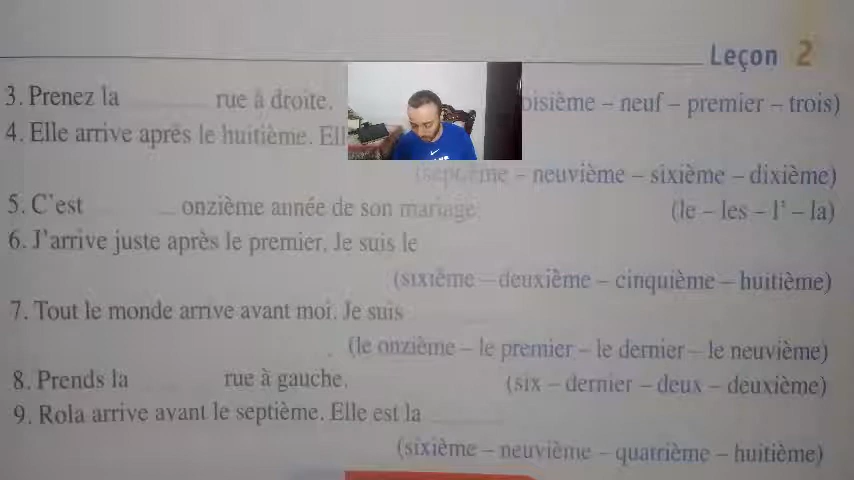 Leçon 2
3. Prenez la rue à droite. – neuf – premier – trois)
4. Elle arrive après le huitième.
(septième – neuvième – sixième – dixième)
5. C'est onzième année de son mariage (le – les – l' – la)
6. J'arrive juste après le premier. Je suis le
(sixième – deuxième – cinquième – huitième)
7. Tout le monde arrive avant moi. Je suis
(le onzième – le premier – le dernier – le neuvième)
8. Prends la rue à gauche. (six – dernier – deux – deuxième)
9. Rola arrive avant le septième. Elle est la
(sixième – neuvième – quatrième – huitième)